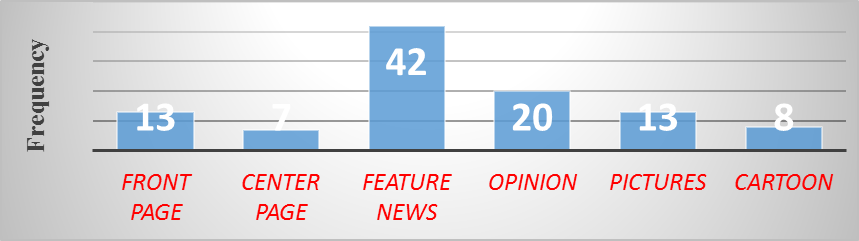 Frequency
13
7
42
20
13
8
FRONT PAGE
CENTER PAGE
FEATURE NEWS
OPINION
PICTURES
CARTOON